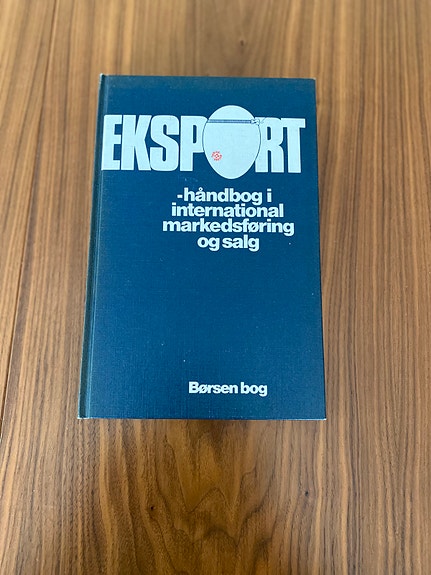 EKSPORT
-håndbog i
international
markedsføring
og salg
Børsen bog